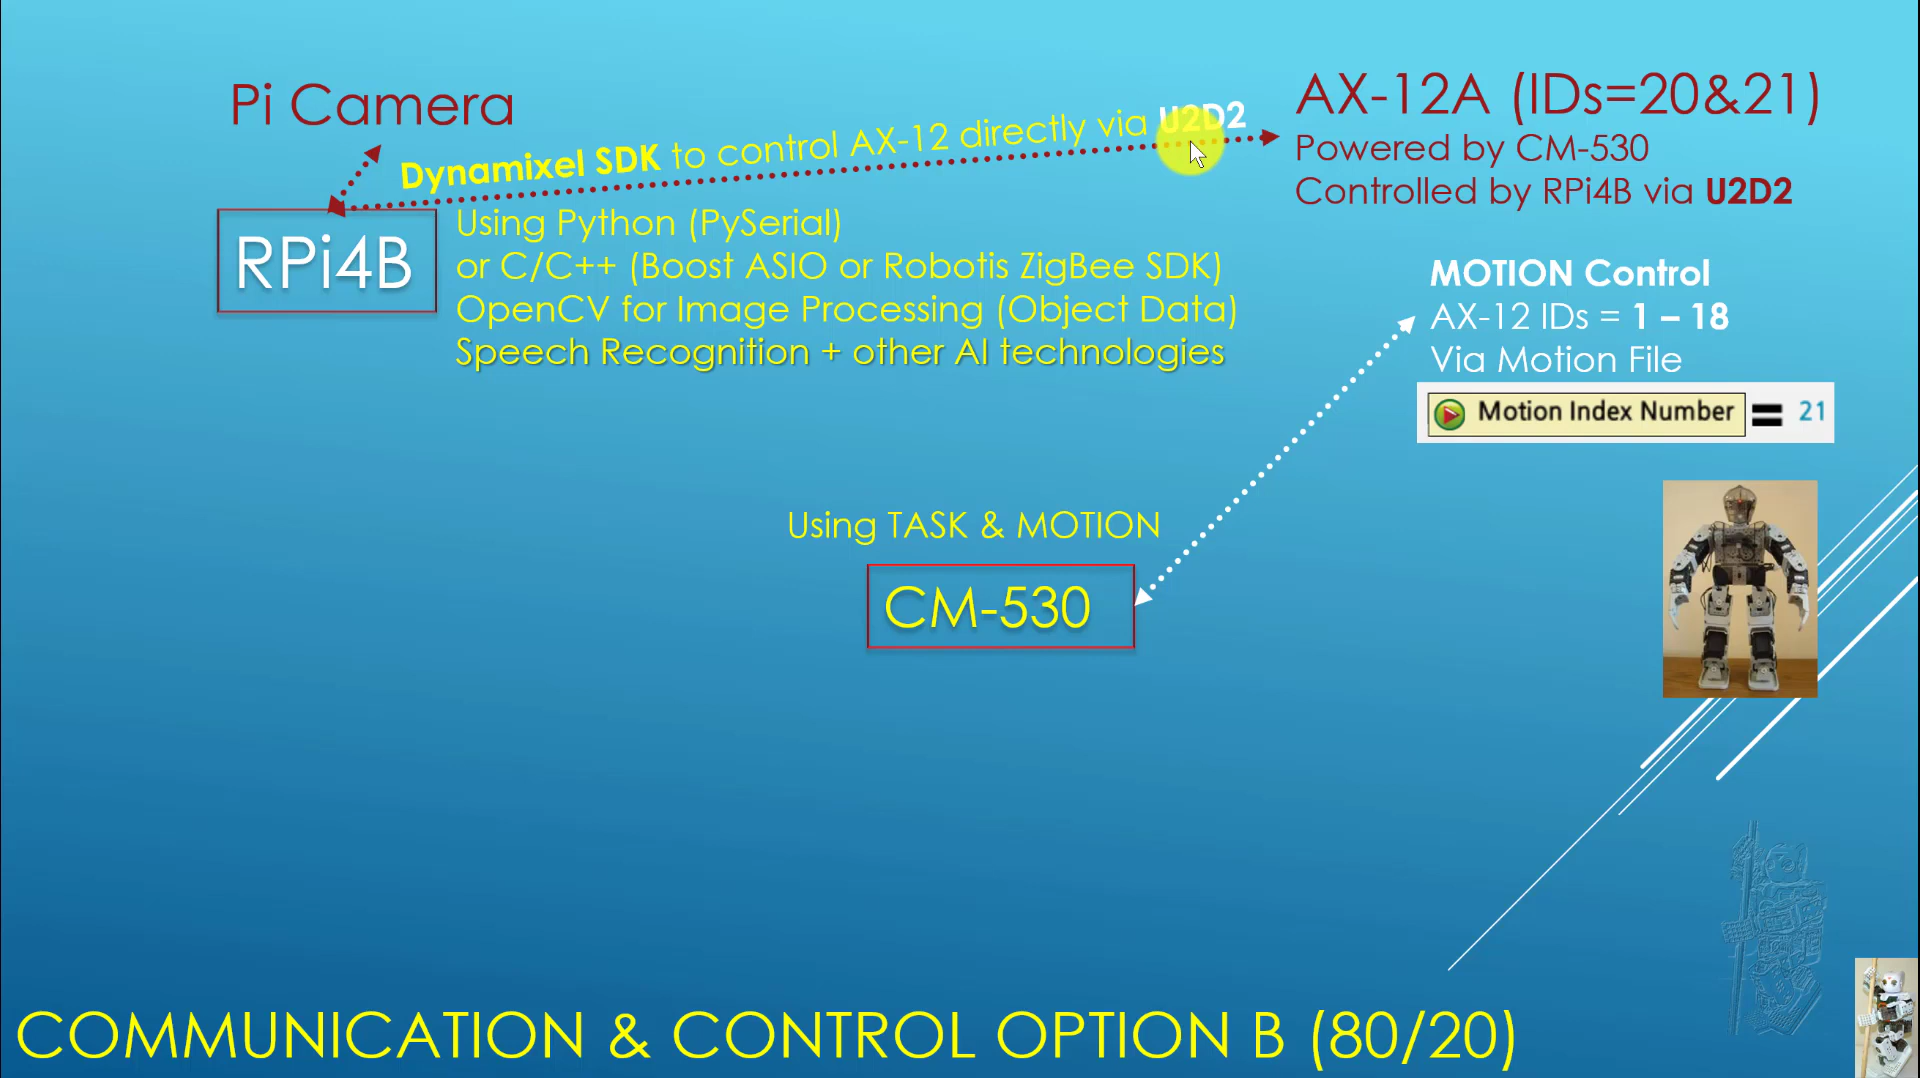 Pi Camera
Dynamixel SDK to control AX-12 directly via U2D2
AX-12A (IDs=20&21)
Powered by CM-530
Controlled by RPi4B via U2D2
RPi4B
Using Python (PySerial)
or C/C++ (Boost ASIO or Robotis ZigBee SDK)
OpenCV for Image Processing (Object Data)
Speech Recognition + other AI technologies
MOTION Control
AX-12 IDs = 1 – 18
Via Motion File
Motion Index Number = 21
Using TASK & MOTION
CM-530
COMMUNICATION & CONTROL OPTION B (80/20)